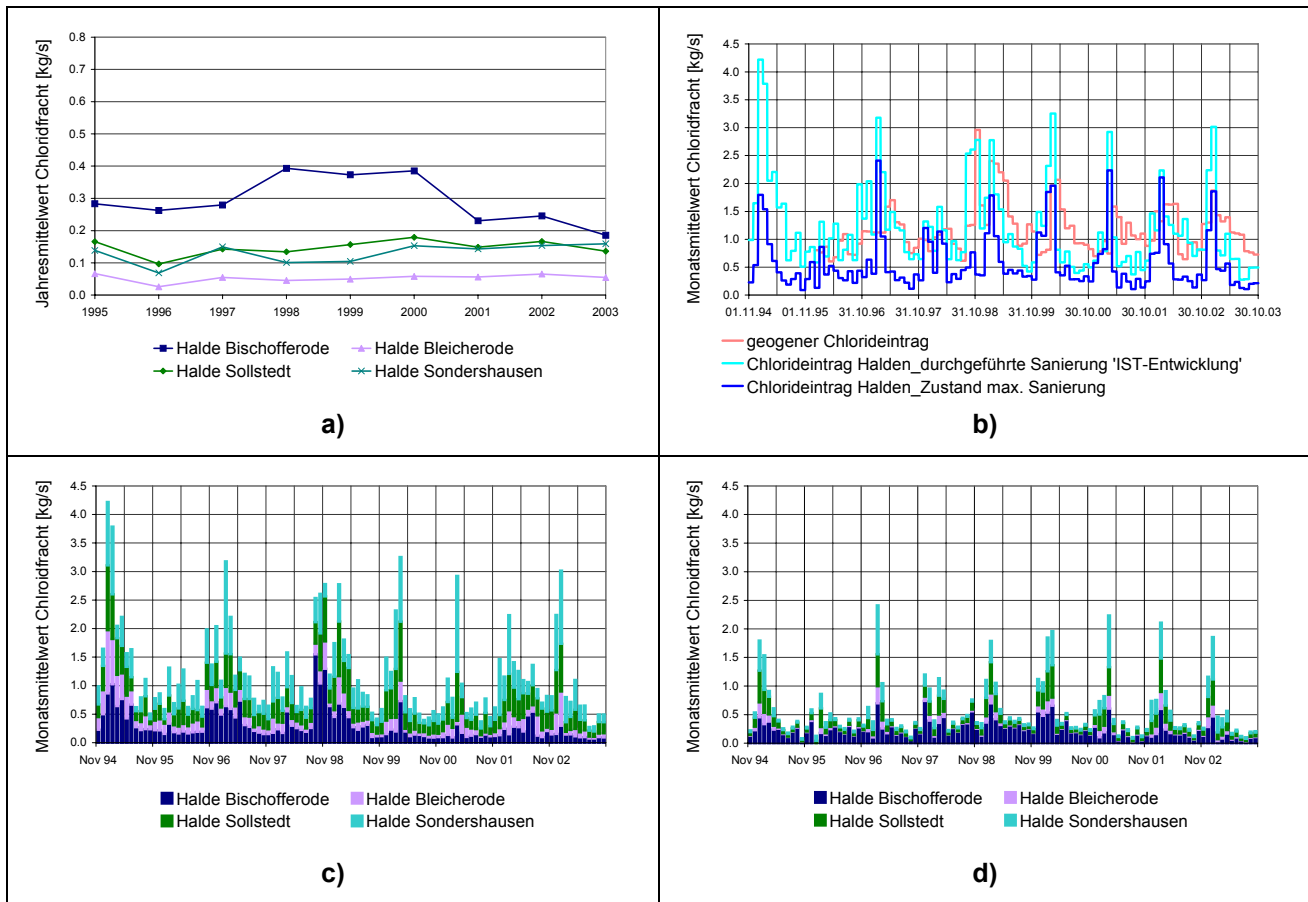 Jahresmittelwert Chloridfracht [kg/s]
0.8
0.7
0.6
0.5
0.4
0.3
0.2
0.1
0.0
1995 1996 1997 1998 1999 2000 2001 2002 2003
Halde Bischofferode Halde Bleicherode
Halde Sollstedt Halde Sondershausen
a)
Monatsmittelwert Chloridfracht [kg/s]
4.5
4.0
3.5
3.0
2.5
2.0
1.5
1.0
0.5
0.0
01.11.94 01.11.95 31.10.96 31.10.97 31.10.98 31.10.99 30.10.00 30.10.01 30.10.02 30.10.03
geogener Chlorideintrag
Chlorideintrag Halden_durchgeführte Sanierung 'IST-Entwicklung'
Chlorideintrag Halden_Zustand max. Sanierung
b)
Monatsmittelwert Chlroidfracht [kg/s]
4.5
4.0
3.5
3.0
2.5
2.0
1.5
1.0
0.5
0.0
Nov 94 Nov 95 Nov 96 Nov 97 Nov 98 Nov 99 Nov 00 Nov 01 Nov 02
Halde Bischofferode Halde Bleicherode
Halde Sollstedt Halde Sondershausen
c)
Monatsmittelwert Chloridfracht [kg/s]
4.5
4.0
3.5
3.0
2.5
2.0
1.5
1.0
0.5
0.0
Nov 94 Nov 95 Nov 96 Nov 97 Nov 98 Nov 99 Nov 00 Nov 01 Nov 02
Halde Bischofferode Halde Bleicherode
Halde Sollstedt Halde Sondershausen
d)